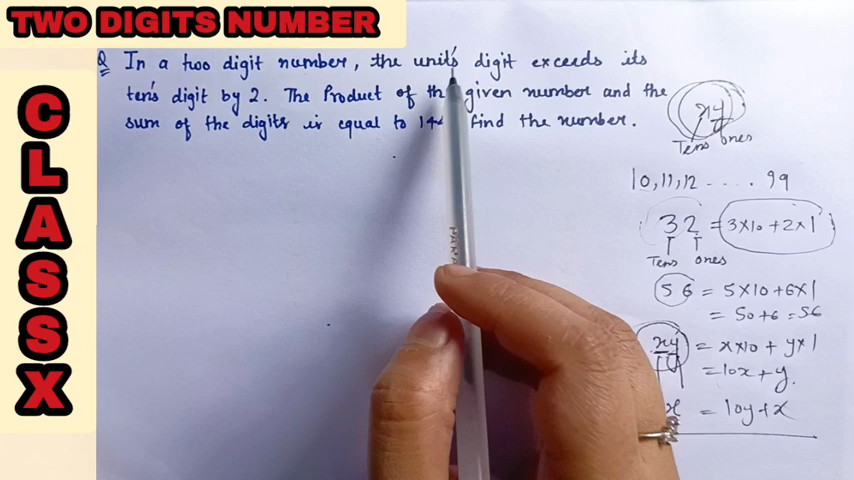 TWO DIGITS NUMBER
CLASS X
Q In a two digit number, the unit's digit exceeds its
ten's digit by 2. The Product of the given number and the
sum of the digits is equal to 144 find the number.
xy
Tens ones
10, 11, 12 ..... 99
32 = 3×10 + 2×1
Tens ones
56 = 5×10 + 6×1
= 50 + 6 = 56
xy = x×10 + y×1
= 10x + y.
x = 10y + x